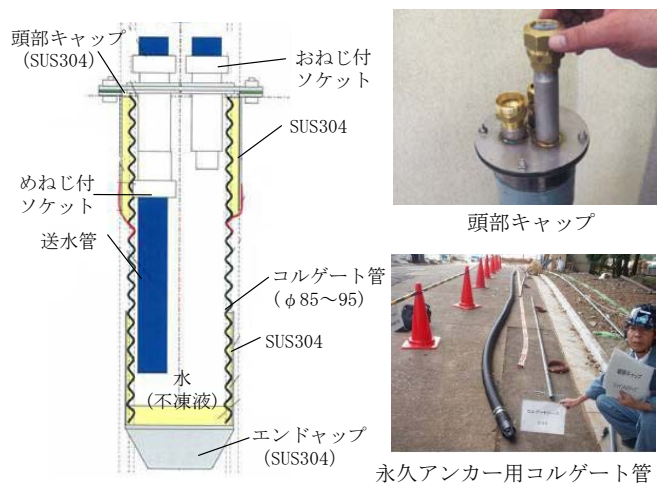 頭部キャップ
(SUS304)
おねじ付
ソケット
SUS304
めねじ付
ソケット
送水管
コルゲート管
(φ85～95)
SUS304
水
(不凍液)
エンドャップ
(SUS304)
頭部キャップ
永久アンカー用コルゲート管